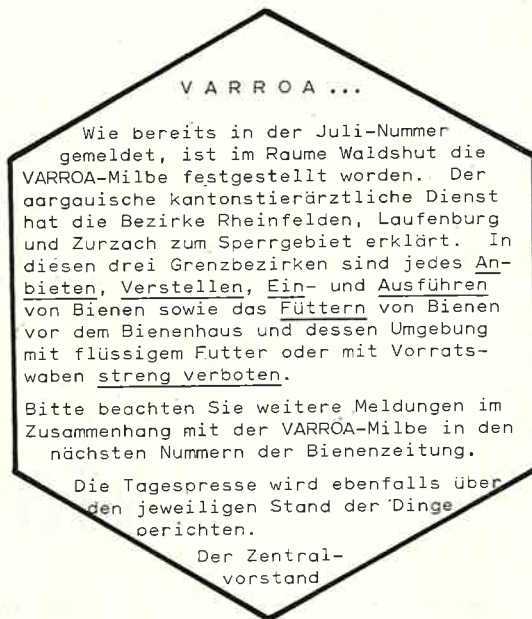 VARROA...
Wie bereits in der Juli-Nummer
gemeldet, ist im Raume Waldshut die
VARROA-Milbe festgestellt worden. Der
aargauische kantonstierärztliche Dienst
hat die Bezirke Rheinfelden, Laufenburg
und Zurzach zum Sperrgebiet erklärt. In
diesen drei Grenzbezirken sind jedes An-
bieten, Verstellen, Ein- und Ausführen
von Bienen sowie das Füttern von Bienen
vor dem Bienenhaus und dessen Umgebung
mit flüssigem Futter oder mit Vorrats-
waben streng verboten.
Bitte beachten Sie weitere Meldungen im
Zusammenhang mit der VARROA-Milbe in den
nächsten Nummern der Bienenzeitung.
Die Tagespresse wird ebenfalls über
den jeweiligen Stand der Dinge
berichten.
Der Zentral-
vorstand